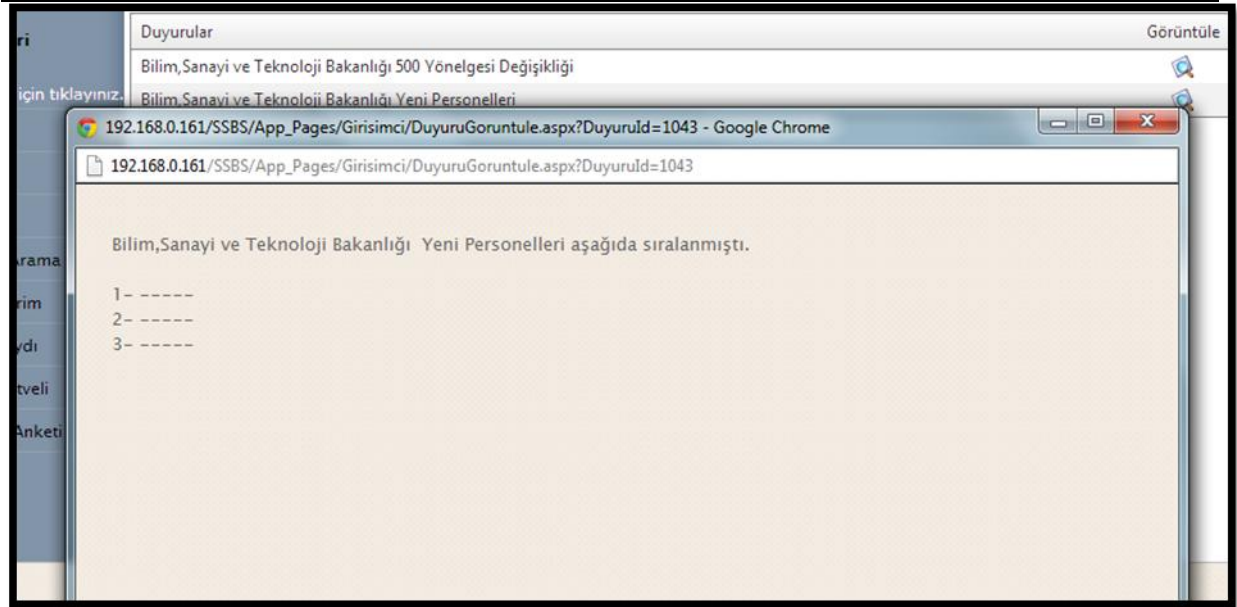 Duyurular Görüntüle
Bilim,Sanayi ve Teknoloji Bakanlığı 500 Yönelgesi Değişikliği
için tıklayınız.
Bilim,Sanayi ve Teknoloji Bakanlığı Yeni Personelleri
192.168.0.161/SSBS/App_Pages/Girisimci/DuyuruGoruntule.aspx?DuyuruId=1043 - Google Chrome
192.168.0.161/SSBS/App_Pages/Girisimci/DuyuruGoruntule.aspx?DuyuruId=1043
Bilim,Sanayi ve Teknoloji Bakanlığı  Yeni Personelleri aşağıda sıralanmıştı.
1- -----
2- -----
3- -----
ri
rama
rim
ydı
tveli
Anketi